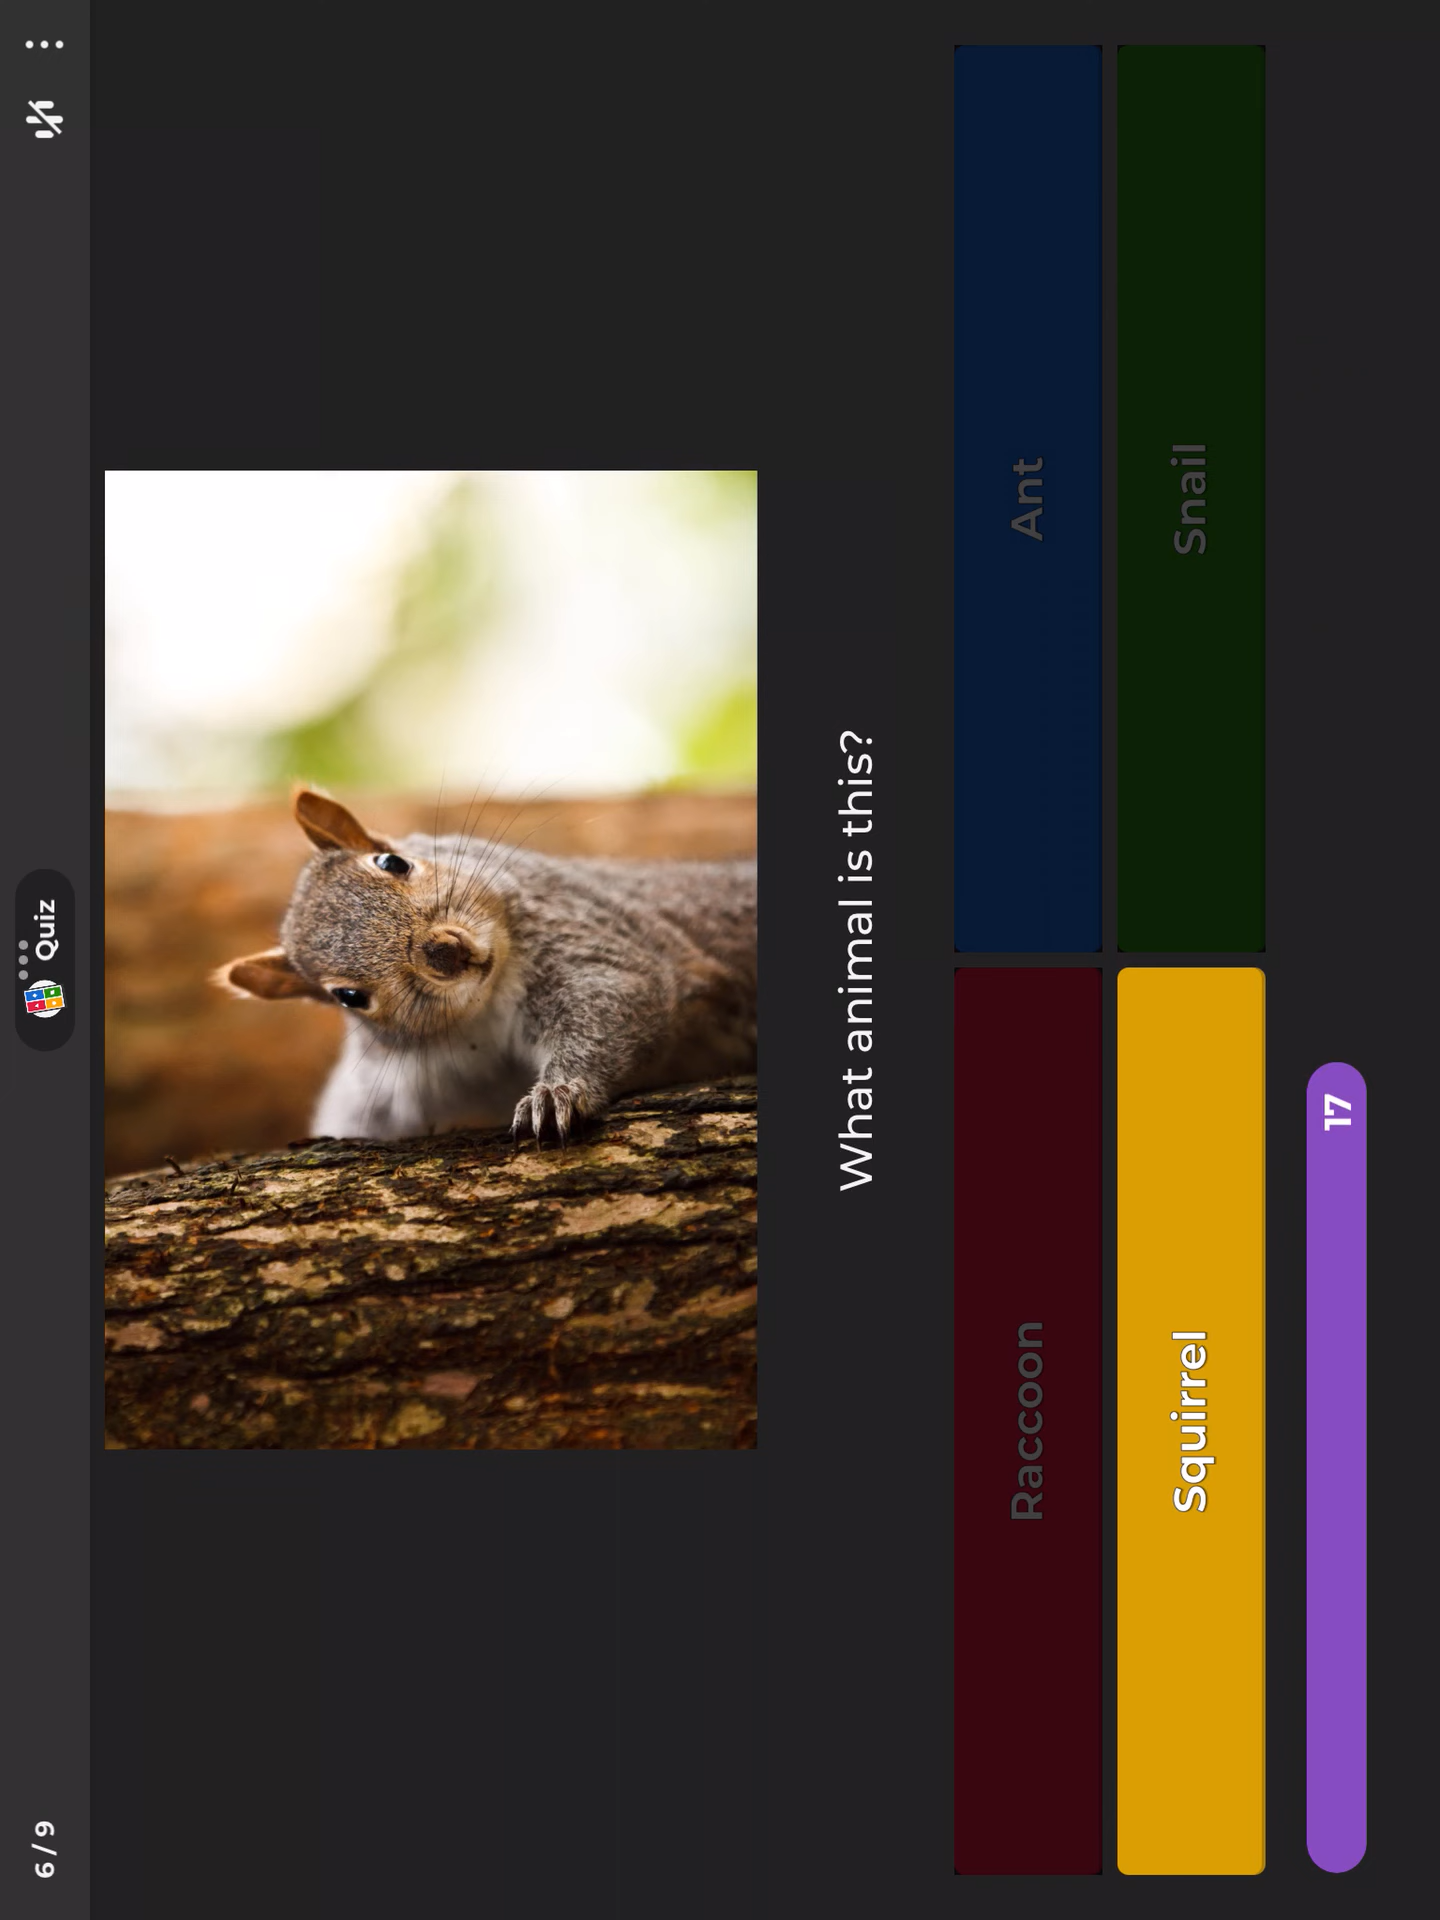 6 / 9
Quiz
What animal is this?
Raccoon
Ant
Squirrel
Snail
17